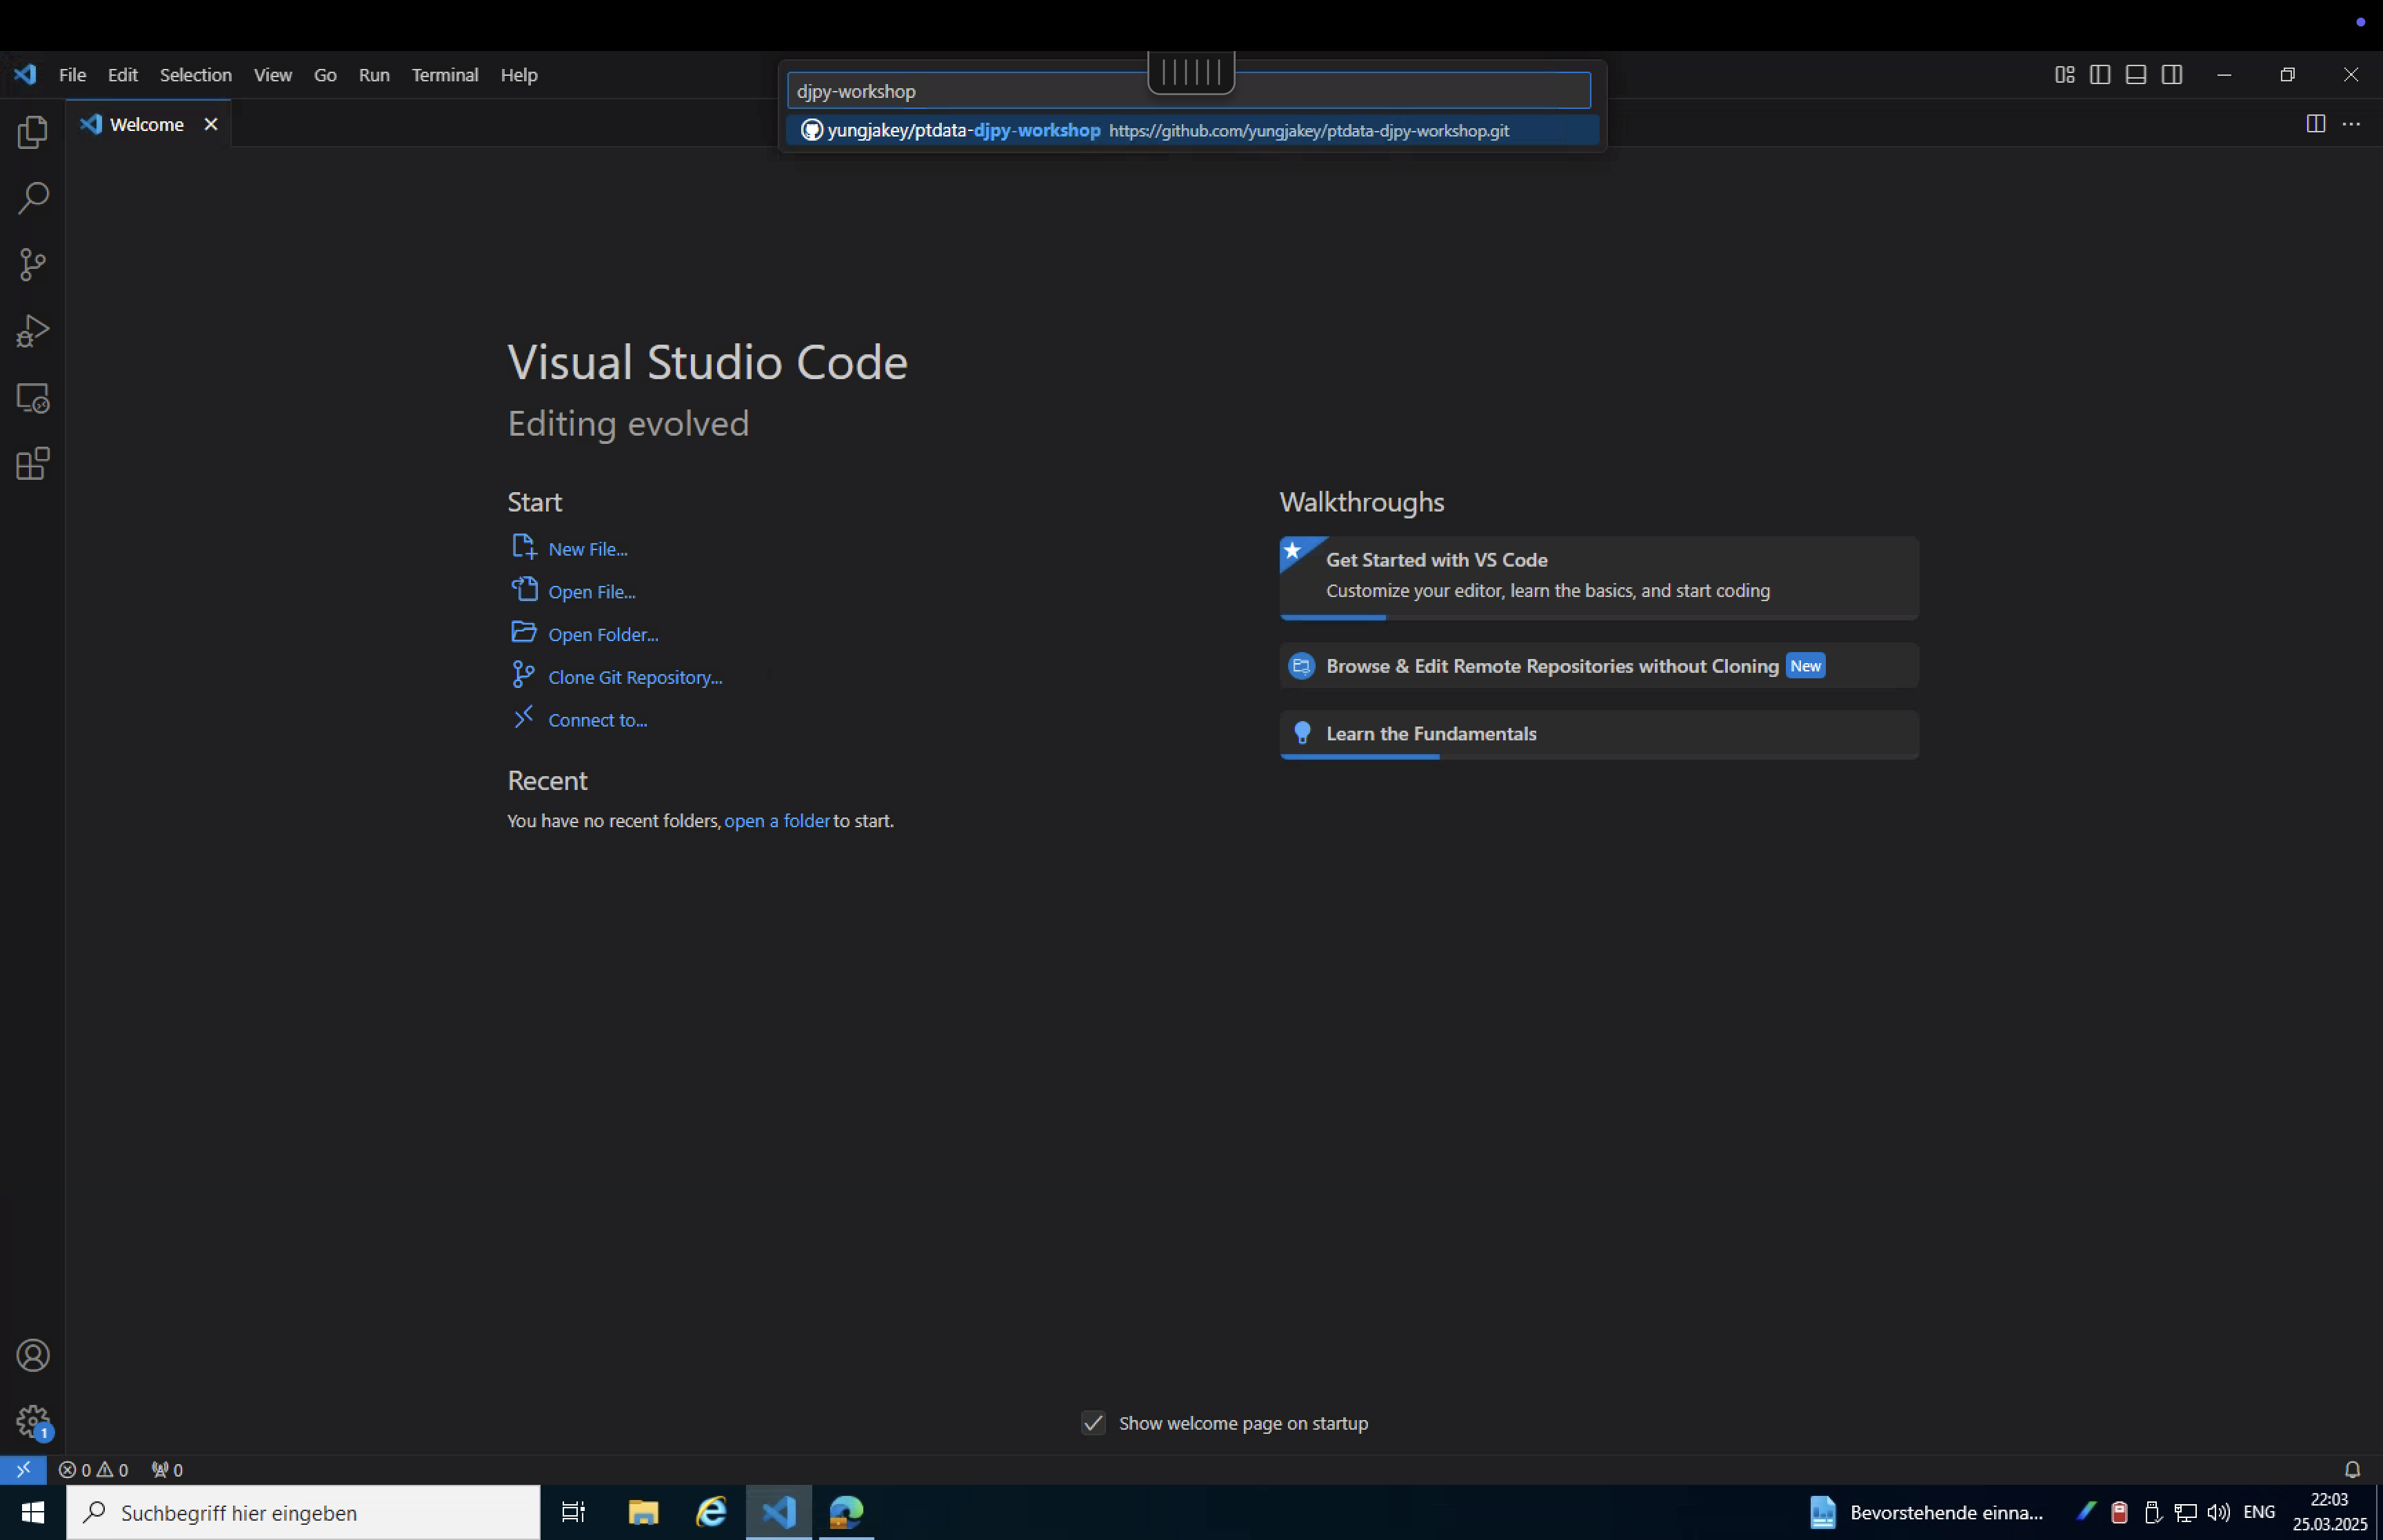 File Edit Selection View Go Run Terminal Help
djpy-workshop
yungjakey/ptdata-djpy-workshop https://github.com/yungjakey/ptdata-djpy-workshop.git
Welcome
Visual Studio Code
Editing evolved
Start
New File...
Open File...
Open Folder...
Clone Git Repository...
Connect to...
Recent
You have no recent folders, open a folder to start.
Walkthroughs
Get Started with VS Code
Customize your editor, learn the basics, and start coding
Browse & Edit Remote Repositories without Cloning New
Learn the Fundamentals
Show welcome page on startup
1
0 0 0
Suchbegriff hier eingeben
Bevorstehende einna...
ENG
22:03
25.03.2025